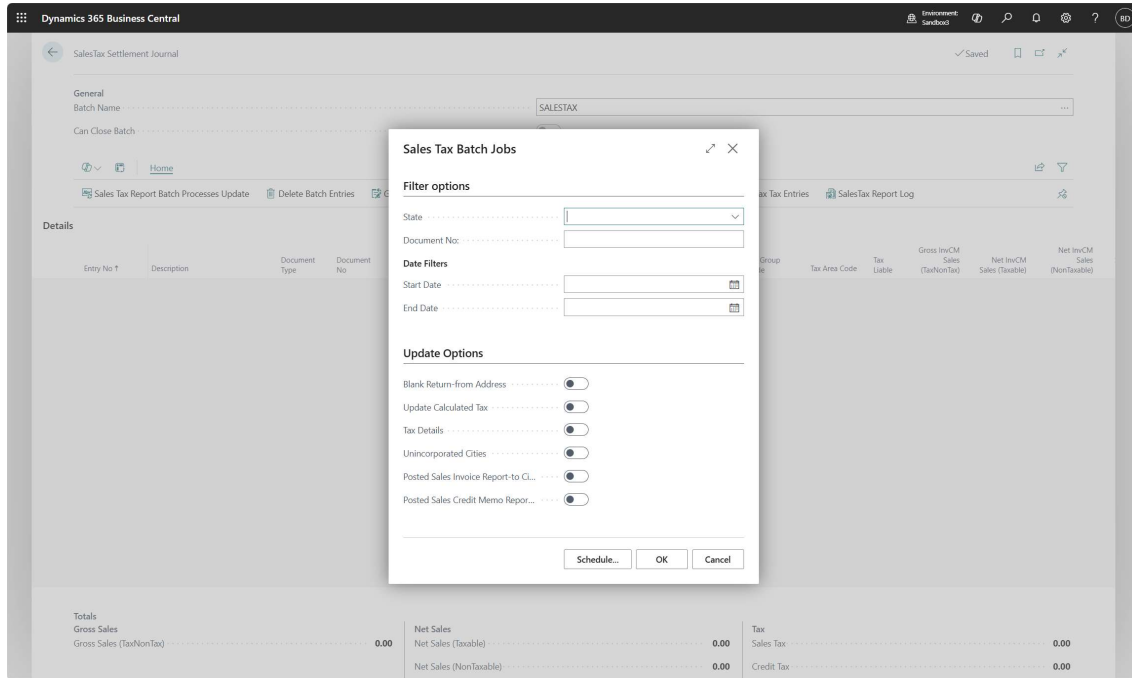 Dynamics 365 Business Central
Environment:
Sandbox3
BD
SalesTax Settlement Journal
Saved
General
Batch Name
SALESTAX
Can Close Batch
Home
Sales Tax Report Batch Processes Update
Delete Batch Entries
Tax Entries
SalesTax Report Log
Details
Entry No ↑
Description
Document Type
Document No
Group
Tax Area Code
Tax Liable
Gross InvCM Sales (TaxNonTax)
Net InvCM Sales (Taxable)
Net InvCM Sales (NonTaxable)
Sales Tax Batch Jobs
Filter options
State
Document No:
Date Filters
Start Date
End Date
Update Options
Blank Return-from Address
Update Calculated Tax
Tax Details
Unincorporated Cities
Posted Sales Invoice Report-to Ci...
Posted Sales Credit Memo Repor...
Schedule...
OK
Cancel
Totals
Gross Sales
Gross Sales (TaxNonTax) 0.00
Net Sales
Net Sales (Taxable) 0.00
Net Sales (NonTaxable) 0.00
Tax
Sales Tax 0.00
Credit Tax 0.00